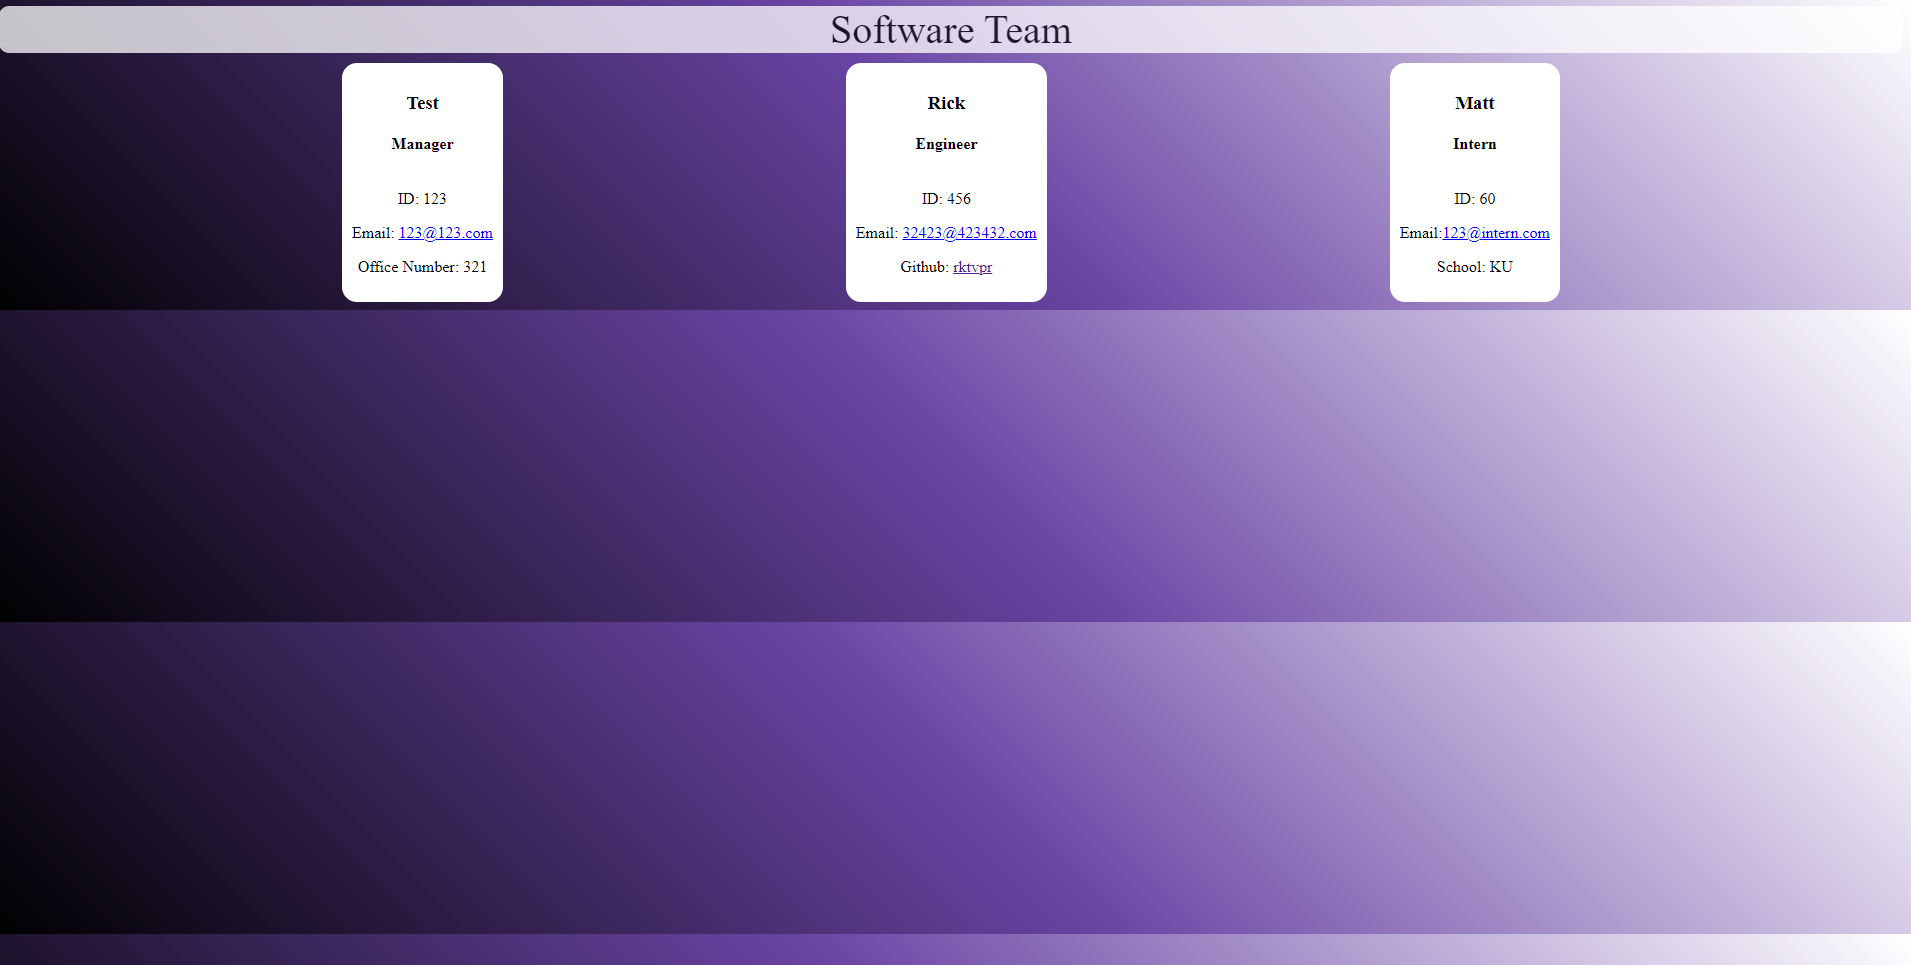 Software Team
Test
Manager
ID: 123
Email: 123@123.com
Office Number: 321
Rick
Engineer
ID: 456
Email: 32423@423432.com
Github: rktvpr
Matt
Intern
ID: 60
Email:123@intern.com
School: KU